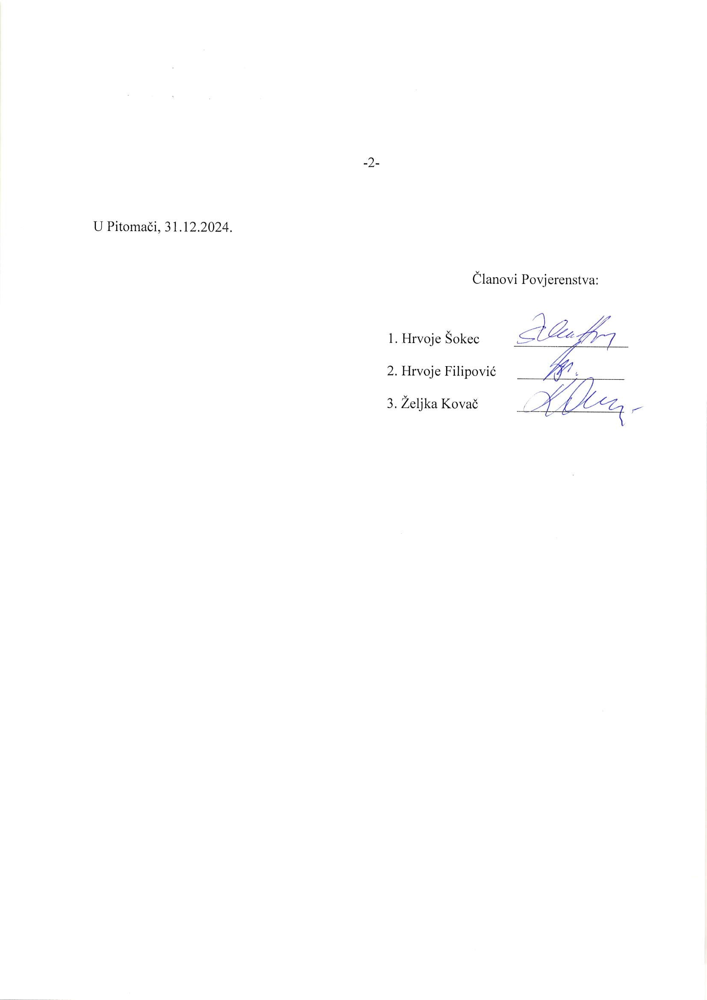 -2-
U Pitomači, 31.12.2024.
Članovi Povjerenstva:
1. Hrvoje Šokec
2. Hrvoje Filipović
3. Željka Kovač